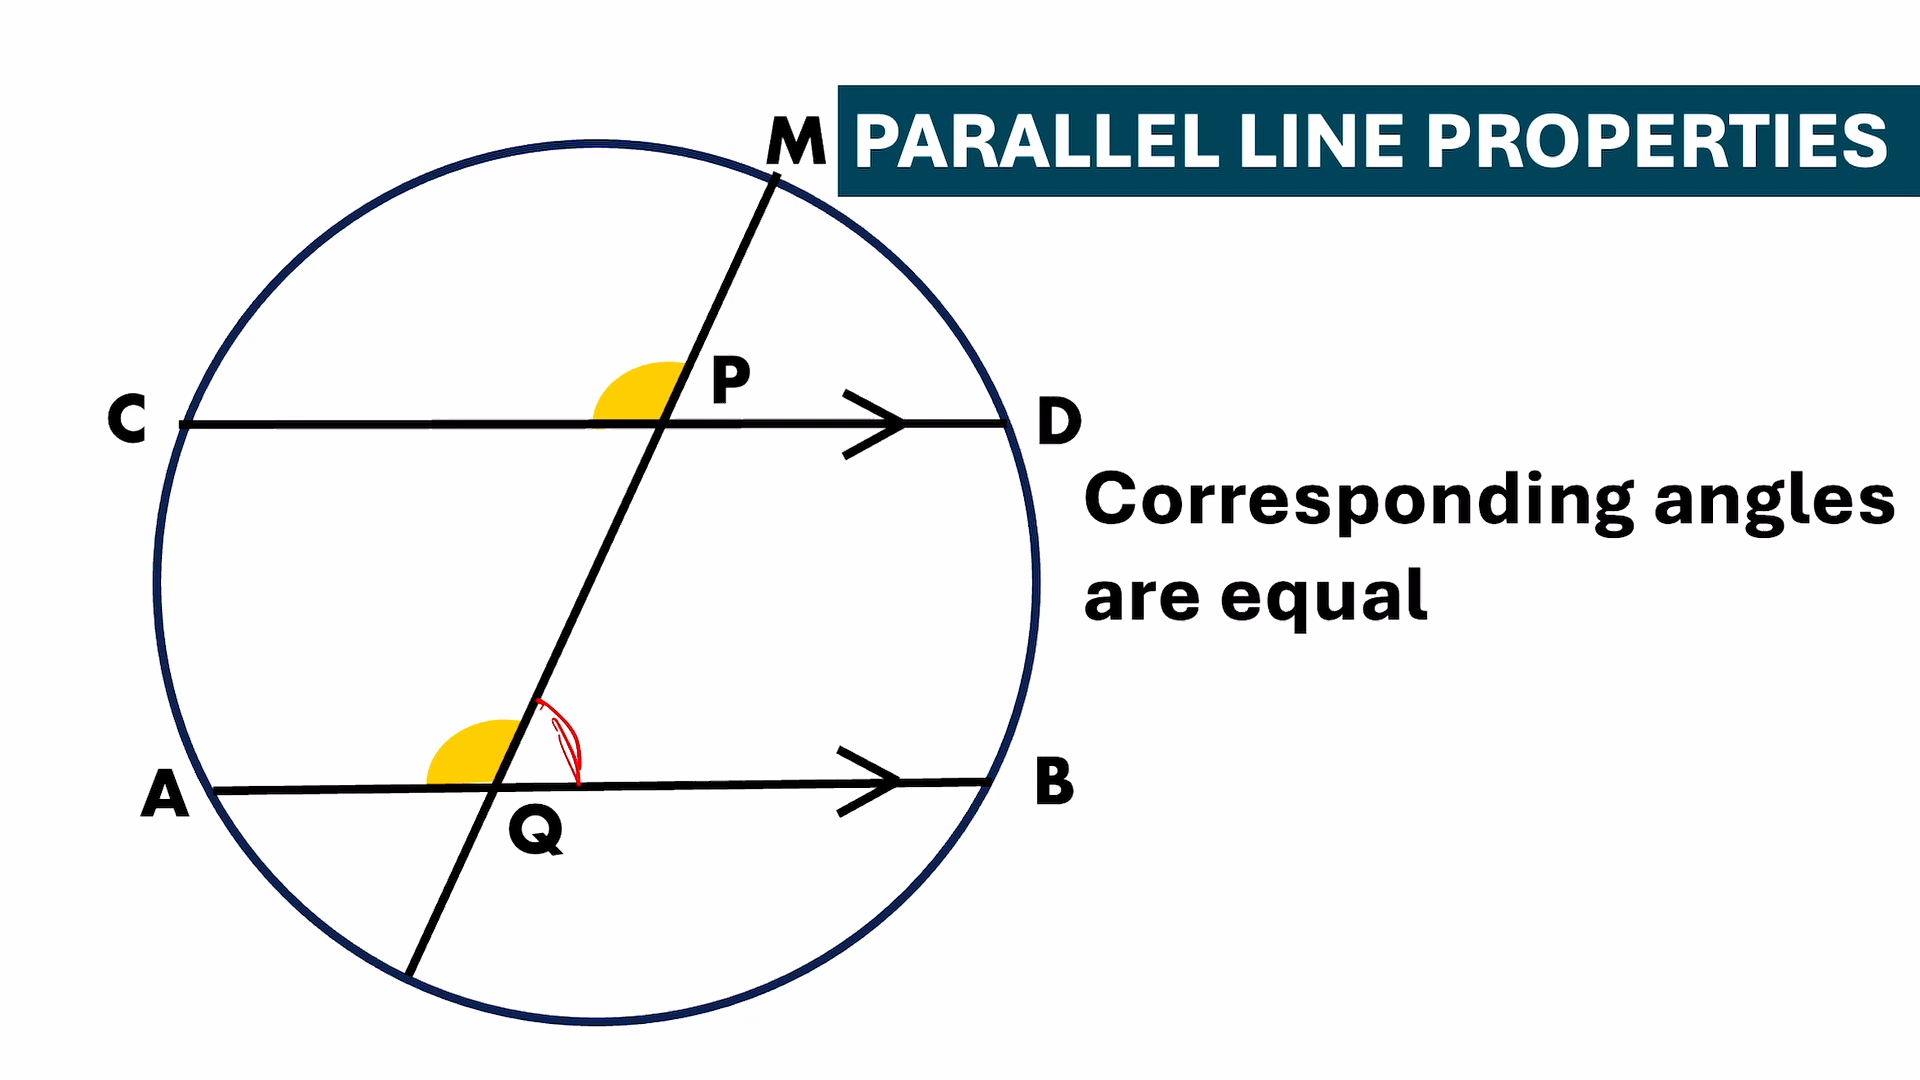 M
PARALLEL LINE PROPERTIES
P
C
D
Corresponding angles
are equal
A
B
Q